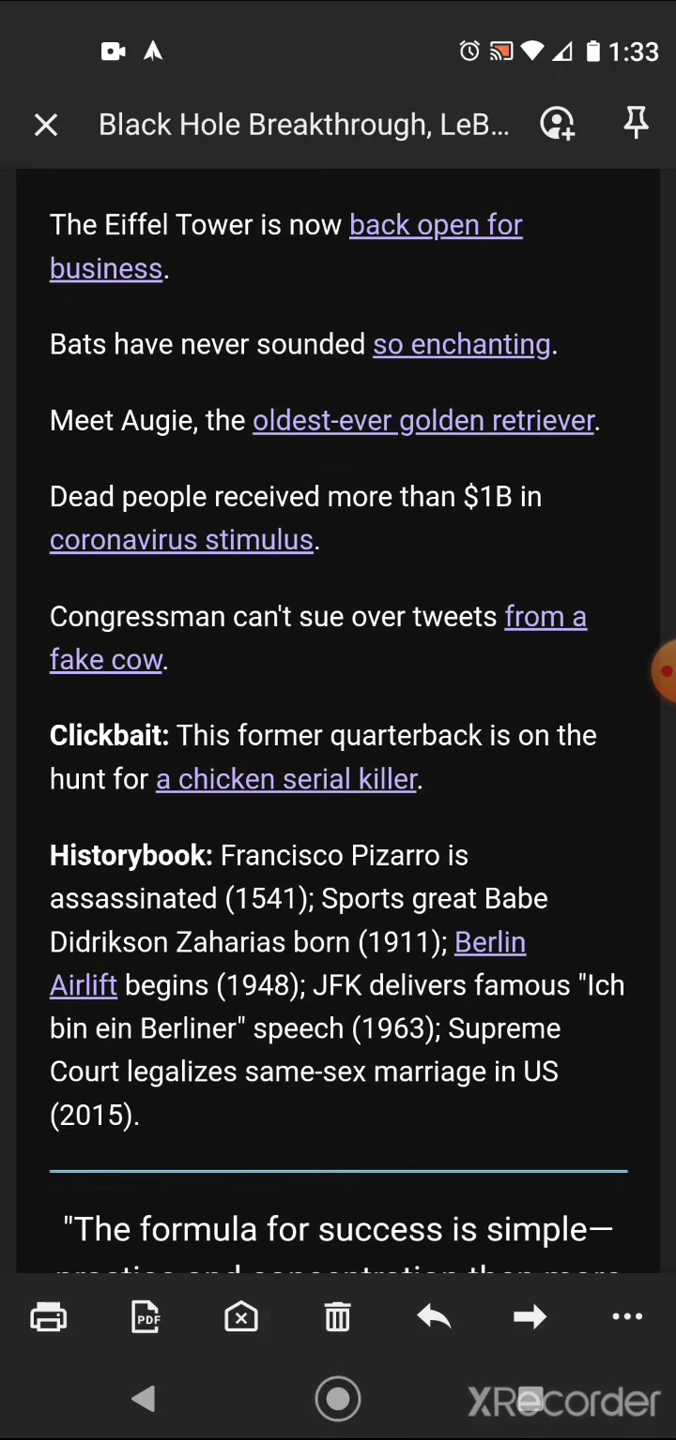 1:33
Black Hole Breakthrough, LeB...
The Eiffel Tower is now back open for
business.
Bats have never sounded so enchanting.
Meet Augie, the oldest-ever golden retriever.
Dead people received more than $1B in
coronavirus stimulus.
Congressman can't sue over tweets from a
fake cow.
Clickbait: This former quarterback is on the
hunt for a chicken serial killer.
Historybook: Francisco Pizarro is
assassinated (1541); Sports great Babe
Didrikson Zaharias born (1911); Berlin
Airlift begins (1948); JFK delivers famous "Ich
bin ein Berliner" speech (1963); Supreme
Court legalizes same-sex marriage in US
(2015).
"The formula for success is simple—
practice and concentration then more
PDF
XRecorder